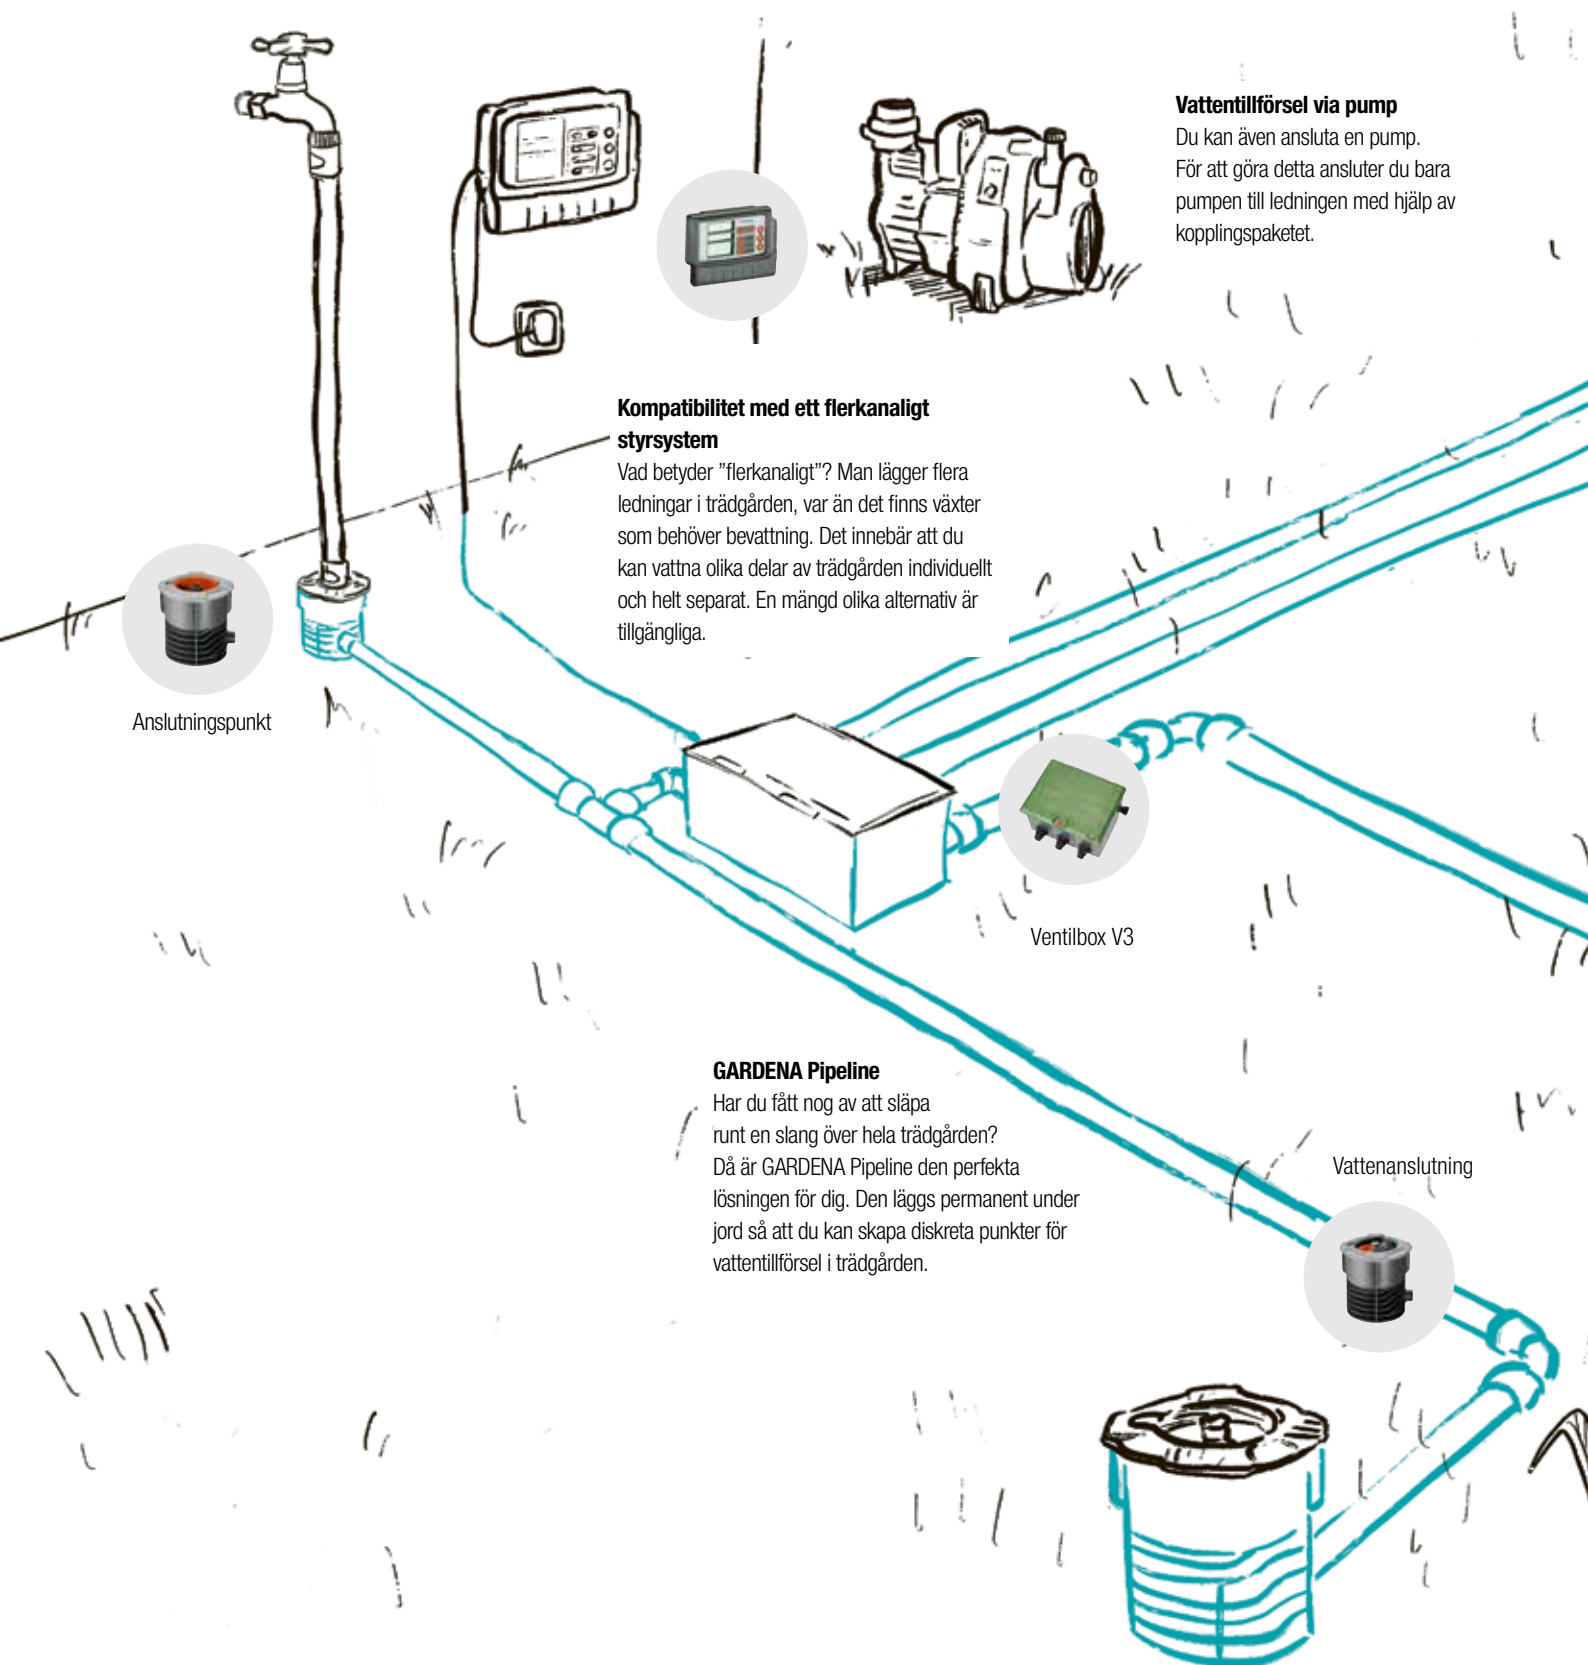 Vattentillförsel via pump
Du kan även ansluta en pump.
För att göra detta ansluter du bara
pumpen till ledningen med hjälp av
kopplingspaketet.
Kompatibilitet med ett flerkanaligt
styrsystem
Vad betyder ”flerkanaligt”? Man lägger flera
ledningar i trädgården, var än det finns växter
som behöver bevattning. Det innebär att du
kan vattna olika delar av trädgården individuellt
och helt separat. En mängd olika alternativ är
tillgängliga.
Anslutningspunkt
Ventilbox V3
GARDENA Pipeline
Har du fått nog av att släpa
runt en slang över hela trädgården?
Då är GARDENA Pipeline den perfekta
lösningen för dig. Den läggs permanent under
jord så att du kan skapa diskreta punkter för
vattentillförsel i trädgården.
Vattenanslutning